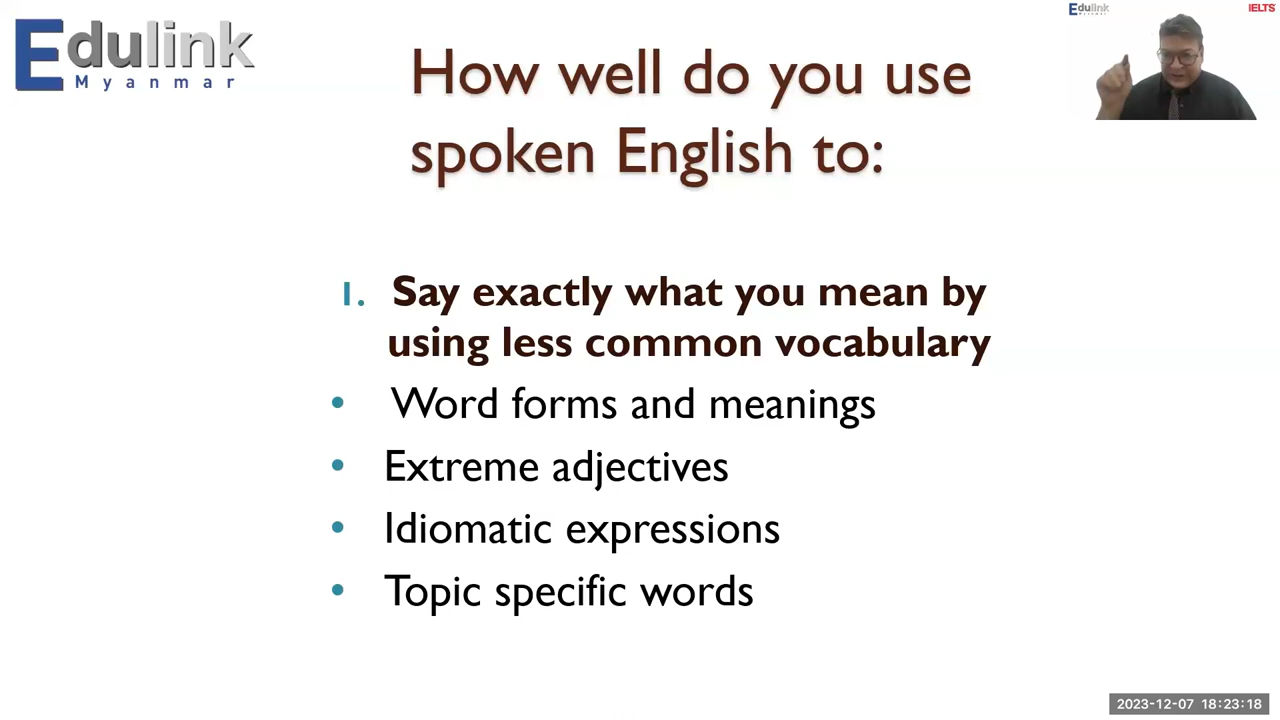 Edulink
Myanmar
Edulink
Myanmar
IELTS
How well do you use
spoken English to:
1. Say exactly what you mean by
using less common vocabulary
• Word forms and meanings
• Extreme adjectives
• Idiomatic expressions
• Topic specific words
2023-12-07 18:23:18